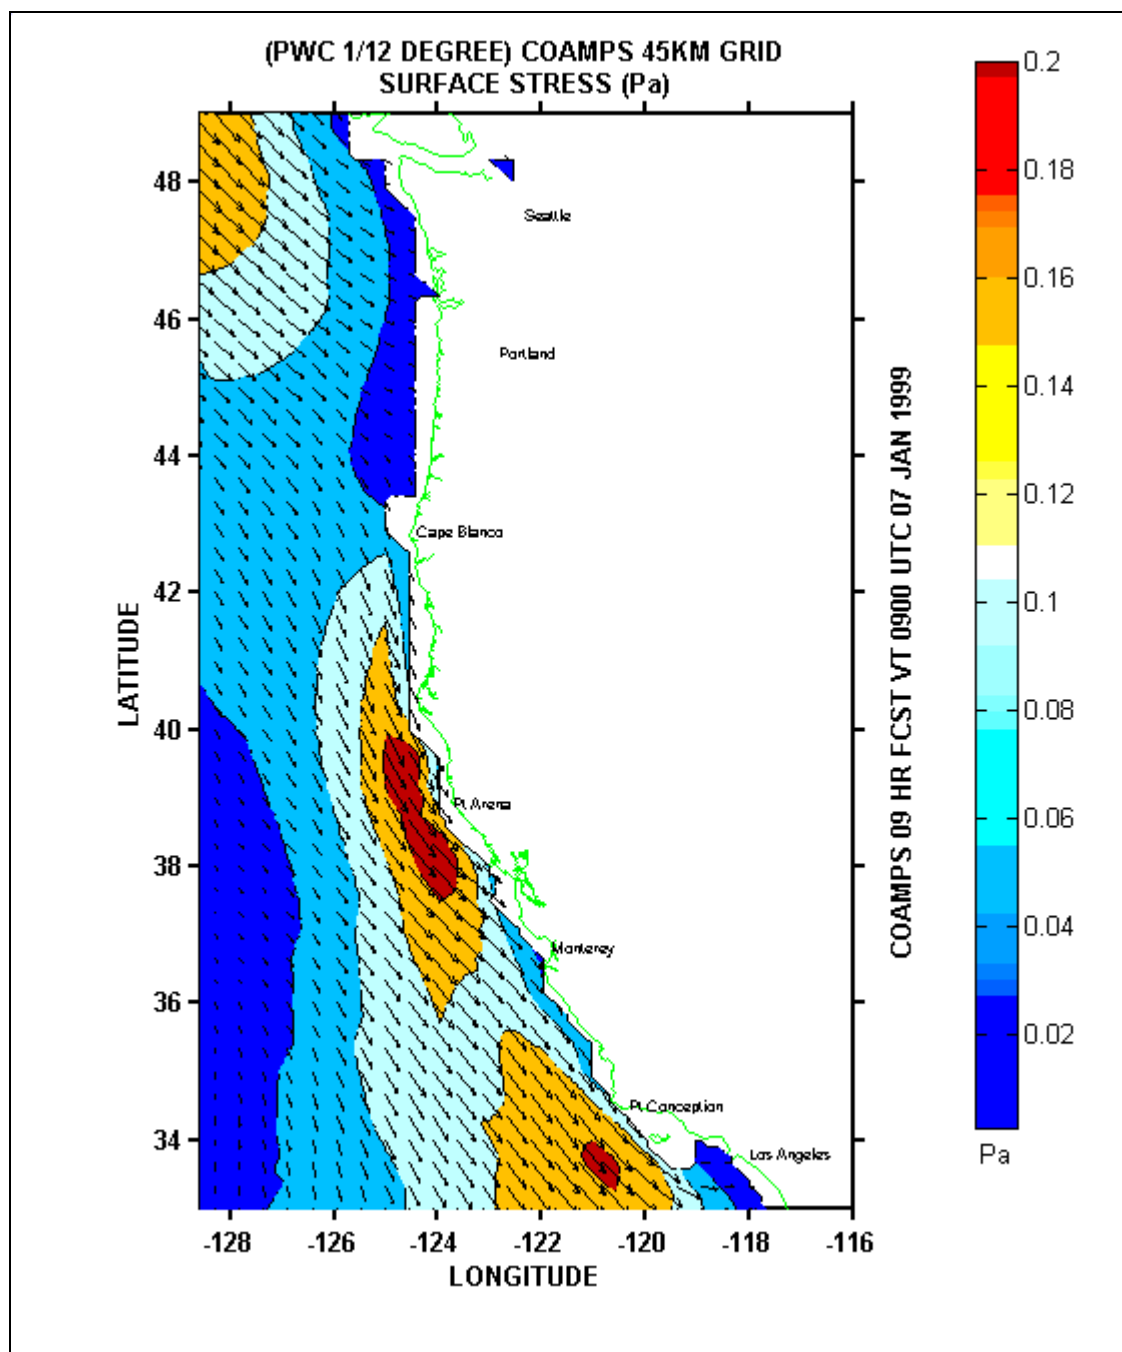 (PWC 1/12 DEGREE) COAMPS 45KM GRID
SURFACE STRESS (Pa)
0.2
0.18
0.16
0.14
0.12
0.1
0.08
0.06
0.04
0.02
Pa
COAMPS 09 HR FCST VT 0900 UTC 07 JAN 1999
LATITUDE
48
46
44
42
40
38
36
34
Seattle
Portland
Cape Blanco
Pt Arena
Monterey
Pt Conception
Los Angeles
-128
-126
-124
-122
-120
-118
-116
LONGITUDE